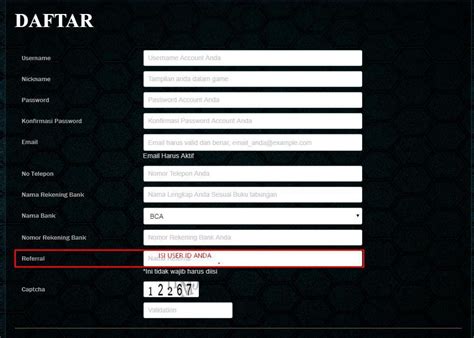 DAFTAR
Username Username Account Anda
Nickname Tampilan anda dalam game
Password Password Account Anda
Konfirmasi Password Konfirmasi Password Account Anda
Email Email harus valid dan benar, email_anda@example.com
Email Harus Aktif
No Telepon Nomor Telepon Anda
Nama Rekening Bank Nama Lengkap Anda Sesuai Buku tabungan
Nama Bank BCA
Nomor Rekening Bank Nomor Rekening Bank Anda
Referral ISI USER ID ANDA
*Ini tidak wajib harus diisi
Captcha 12267
Validation